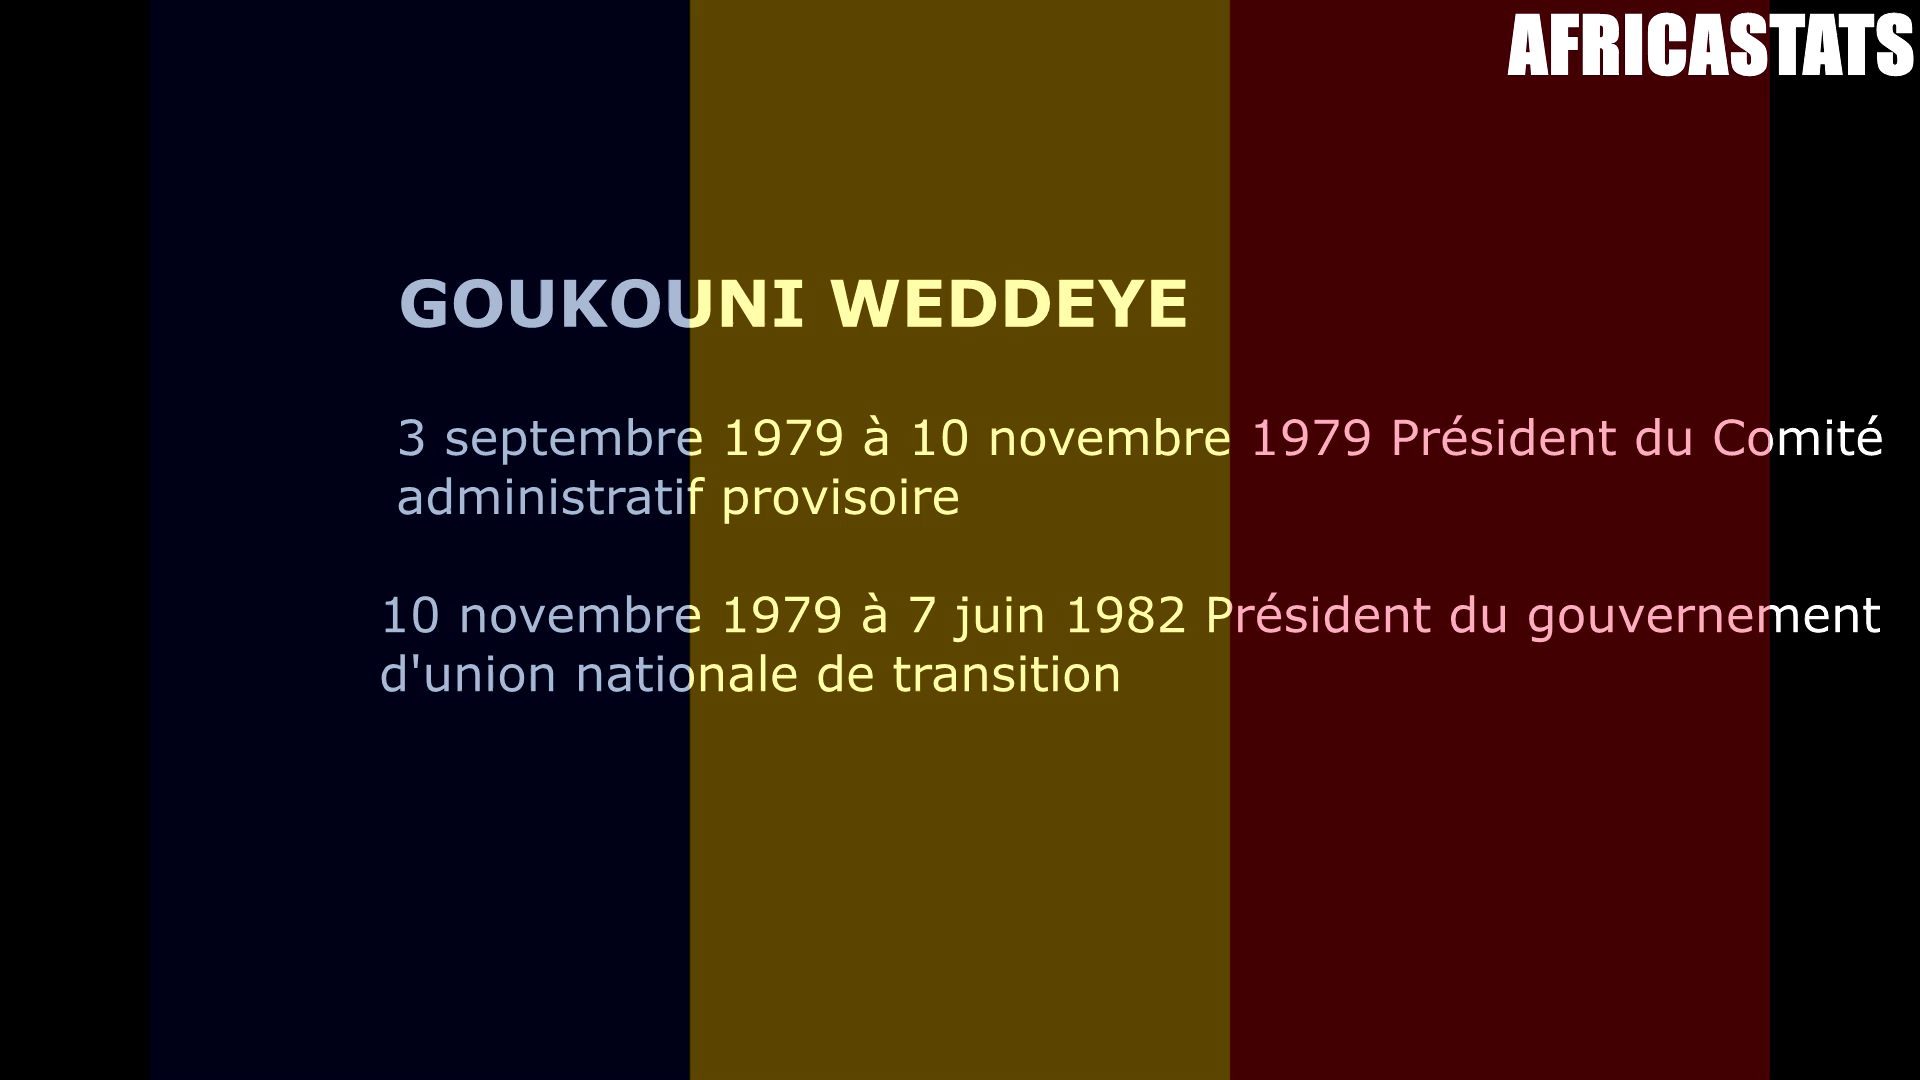 AFRICASTATS
GOUKOUNI WEDDEYE
3 septembre 1979 à 10 novembre 1979 Président du Comité
administratif provisoire
10 novembre 1979 à 7 juin 1982 Président du gouvernement
d'union nationale de transition